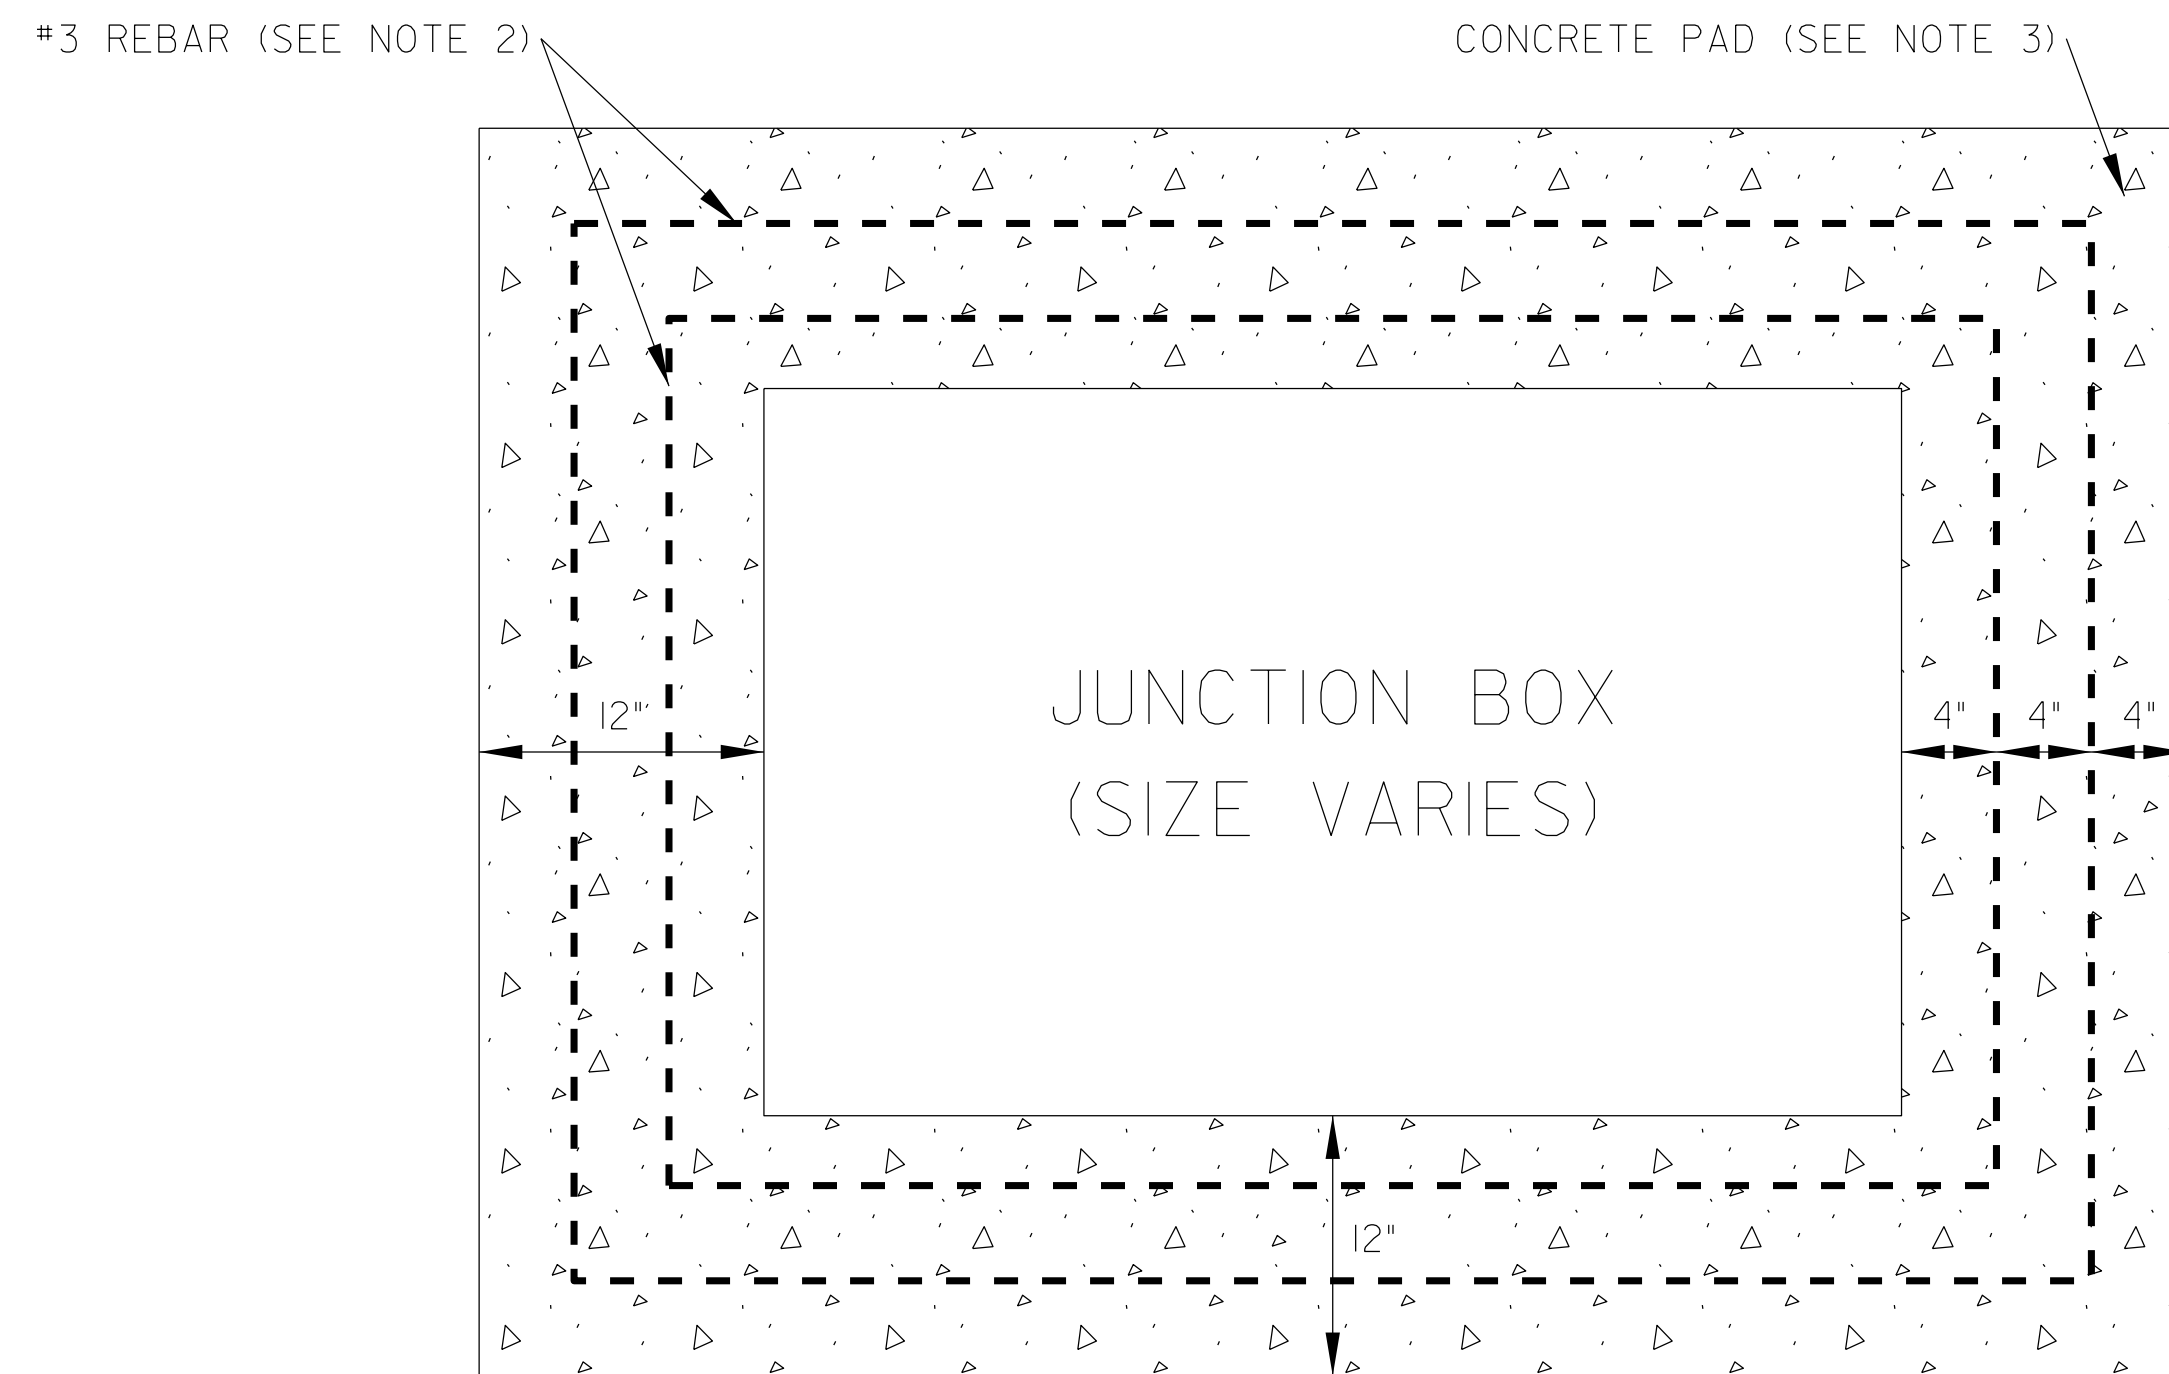 #3 REBAR (SEE NOTE 2)
CONCRETE PAD (SEE NOTE 3)
JUNCTION BOX
(SIZE VARIES)
12"
4"
4"
4"
12"